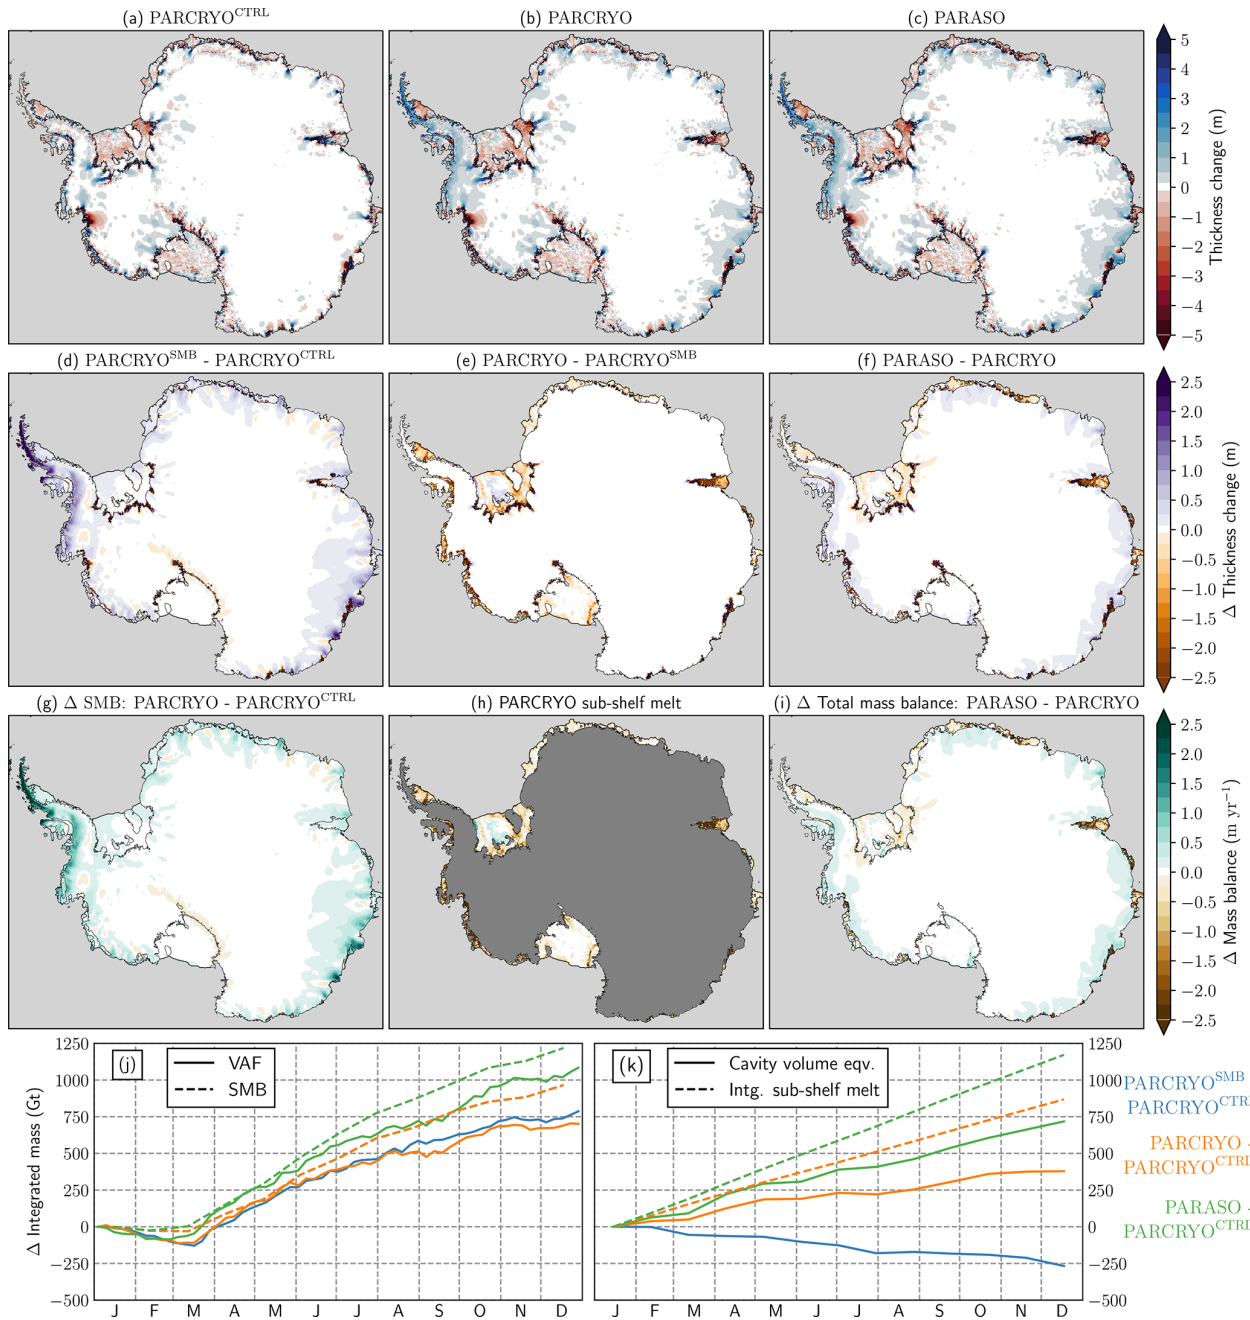 (a) PARCRYO^CTRL
(b) PARCRYO
(c) PARASO
5
4
3
2
1
0
−1
−2
−3
−4
−5
Thickness change (m)
(d) PARCRYO^SMB - PARCRYO^CTRL
(e) PARCRYO - PARCRYO^SMB
(f) PARASO - PARCRYO
2.5
2.0
1.5
1.0
0.5
0.0
−0.5
−1.0
−1.5
−2.0
−2.5
Δ Thickness change (m)
(g) Δ SMB: PARCRYO - PARCRYO^CTRL
(h) PARCRYO sub-shelf melt
(i) Δ Total mass balance: PARASO - PARCRYO
2.5
2.0
1.5
1.0
0.5
0.0
−0.5
−1.0
−1.5
−2.0
−2.5
Δ Mass balance (m yr⁻¹)
(j)
VAF
SMB
1250
1000
750
500
250
0
−250
−500
Δ Integrated mass (Gt)
J F M A M J J A S O N D
(k)
Cavity volume eqv.
Intg. sub-shelf melt
1250
1000
750
500
250
0
−250
−500
J F M A M J J A S O N D
PARCRYO^SMB
PARCRYO^CTRL
PARCRYO -
PARCRYO^CTRL
PARASO -
PARCRYO^CTRL